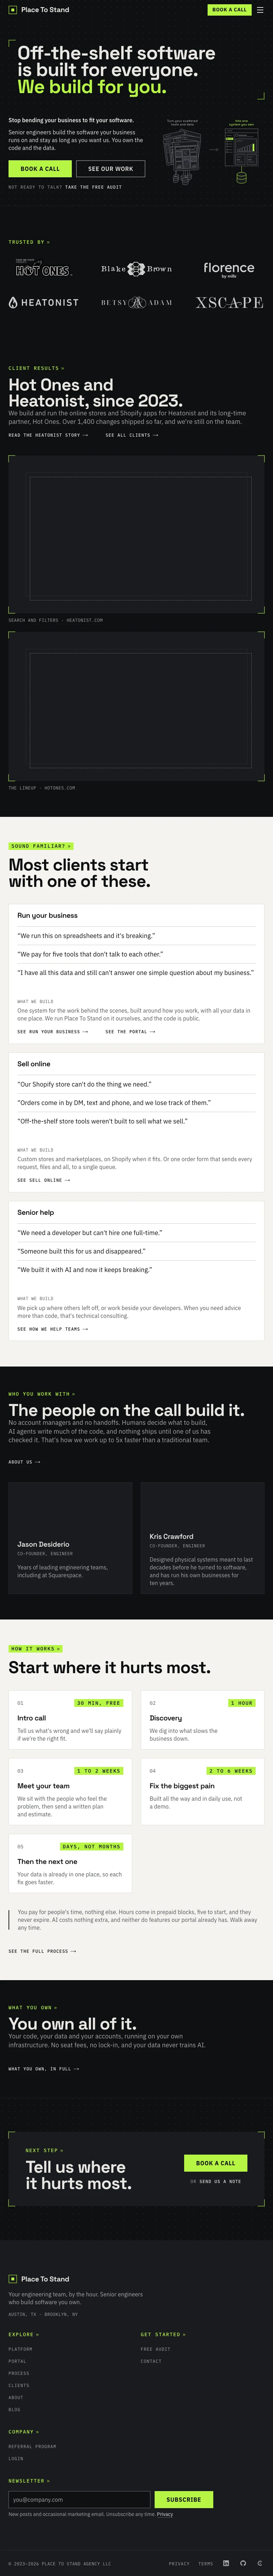 Place To Stand
BOOK A CALL
Off-the-shelf software
is built for everyone.
We build for you.
Stop bending your business to fit your software.
Senior engineers build the software your business
runs on and stay as long as you want us. You own the
code and the data.
BOOK A CALL
SEE OUR WORK
NOT READY TO TALK? TAKE THE FREE AUDIT
TRUSTED BY
HOT ONES
Blake Brown
florence
by mills
HEATONIST
BETSY ADAM
XSCAPE
CLIENT RESULTS
Hot Ones and
Heatonist, since 2023.
We build and run the online stores and Shopify apps for Heatonist and its long-time
partner, Hot Ones. Over 1,400 changes shipped so far, and we're still on the team.
READ THE HEATONIST STORY →
SEE ALL CLIENTS →
SEARCH AND FILTERS · HEATONIST.COM
THE LINEUP · HOTONES.COM
SOUND FAMILIAR?
Most clients start
with one of these.
Run your business
“We run this on spreadsheets and it's breaking.”
“We pay for five tools that don't talk to each other.”
“I have all this data and still can't answer one simple question about my business.”
WHAT WE BUILD
One system for the work behind the scenes, built around how you work, with all your data in
one place. We run Place To Stand on it ourselves, and the code is public.
SEE RUN YOUR BUSINESS →
SEE THE PORTAL →
Sell online
“Our Shopify store can't do the thing we need.”
“Orders come in by DM, text and phone, and we lose track of them.”
“Off-the-shelf store tools weren't built to sell what we sell.”
WHAT WE BUILD
Custom stores and marketplaces, on Shopify when it fits. Or one order form that sends every
request, files and all, to a single queue.
SEE SELL ONLINE →
Senior help
“We need a developer but can't hire one full-time.”
“Someone built this for us and disappeared.”
“We built it with AI and now it keeps breaking.”
WHAT WE BUILD
We pick up where others left off, or work beside your developers. When you need advice
more than code, that's technical consulting.
SEE HOW WE HELP TEAMS →
WHO YOU WORK WITH
The people on the call build it.
No account managers and no handoffs. Humans decide what to build,
AI agents write much of the code, and nothing ships until one of us has
checked it. That's how we work up to 5x faster than a traditional team.
ABOUT US →
Jason Desiderio
CO-FOUNDER, ENGINEER
Years of leading engineering teams,
including at Squarespace.
Kris Crawford
CO-FOUNDER, ENGINEER
Designed physical systems meant to last
decades before he turned to software,
and has run his own businesses for
ten years.
HOW IT WORKS
Start where it hurts most.
01
30 MIN, FREE
Intro call
Tell us what's wrong and we'll say plainly
if we're the right fit.
02
1 HOUR
Discovery
We dig into what slows the
business down.
03
1 TO 2 WEEKS
Meet your team
We sit with the people who feel the
problem, then send a written plan
and estimate.
04
2 TO 6 WEEKS
Fix the biggest pain
Built all the way and in daily use, not
a demo.
05
DAYS, NOT MONTHS
Then the next one
Your data is already in one place, so each
fix goes faster.
You pay for people's time, nothing else. Hours come in prepaid blocks, five to start, and they
never expire. AI costs nothing extra, and neither do features our portal already has. Walk away
any time.
SEE THE FULL PROCESS →
WHAT YOU OWN
You own all of it.
Your code, your data and your accounts, running on your own
infrastructure. No seat fees, no lock-in, and your data never trains AI.
WHAT YOU OWN, IN FULL →
NEXT STEP
Tell us where
it hurts most.
BOOK A CALL
OR SEND US A NOTE
Place To Stand
Your engineering team, by the hour. Senior engineers
who build software you own.
AUSTIN, TX · BROOKLYN, NY
EXPLORE
PLATFORM
PORTAL
PROCESS
CLIENTS
ABOUT
BLOG
GET STARTED
FREE AUDIT
CONTACT
COMPANY
REFERRAL PROGRAM
LOGIN
NEWSLETTER
you@company.com
SUBSCRIBE
New posts and occasional marketing email. Unsubscribe any time. Privacy
© 2025-2026 PLACE TO STAND AGENCY LLC
PRIVACY
TERMS